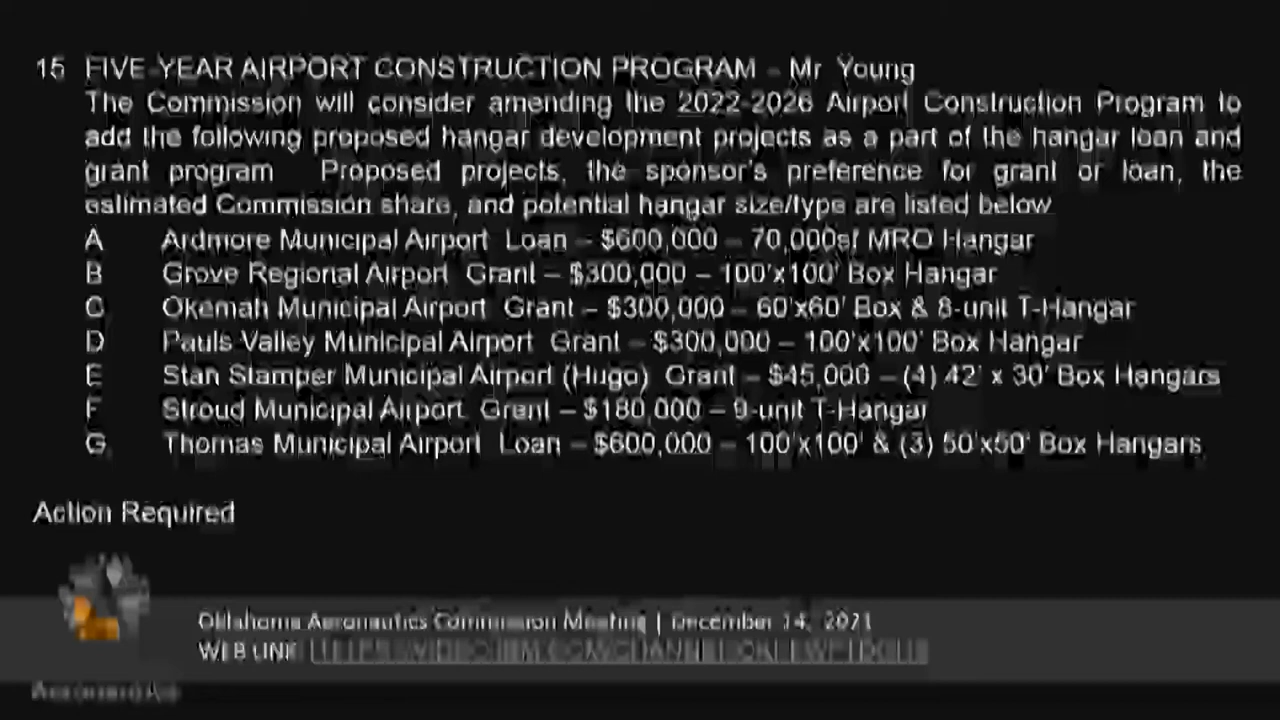 15 FIVE-YEAR AIRPORT CONSTRUCTION PROGRAM – Mr Young
The Commission will consider amending the 2022-2026 Airport Construction Program to
add the following proposed hangar development projects as a part of the hangar loan and
grant program Proposed projects, the sponsor's preference for grant or loan, the
estimated Commission share, and potential hangar size/type are listed below
A Ardmore Municipal Airport Loan – $600,000 – 70,000sf MRO Hangar
B Grove Regional Airport Grant – $300,000 – 100'x100' Box Hangar
C Okemah Municipal Airport Grant – $300,000 – 60'x60' Box & 8-unit T-Hangar
D Pauls Valley Municipal Airport Grant – $300,000 – 100'x100' Box Hangar
E Stan Stamper Municipal Airport (Hugo) Grant – $45,000 – (4) 42' x 30' Box Hangars
F Stroud Municipal Airport Grant – $180,000 – 9-unit T-Hangar
G Thomas Municipal Airport Loan – $600,000 – 100'x100' & (3) 50'x50' Box Hangars
Action Required
Oklahoma Aeronautics Commission Meeting | December 14, 2021
WEB LINK